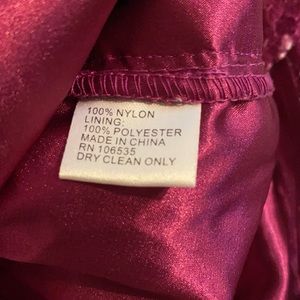 100% NYLON
LINING:
100% POLYESTER
MADE IN CHINA
RN 106535
DRY CLEAN ONLY